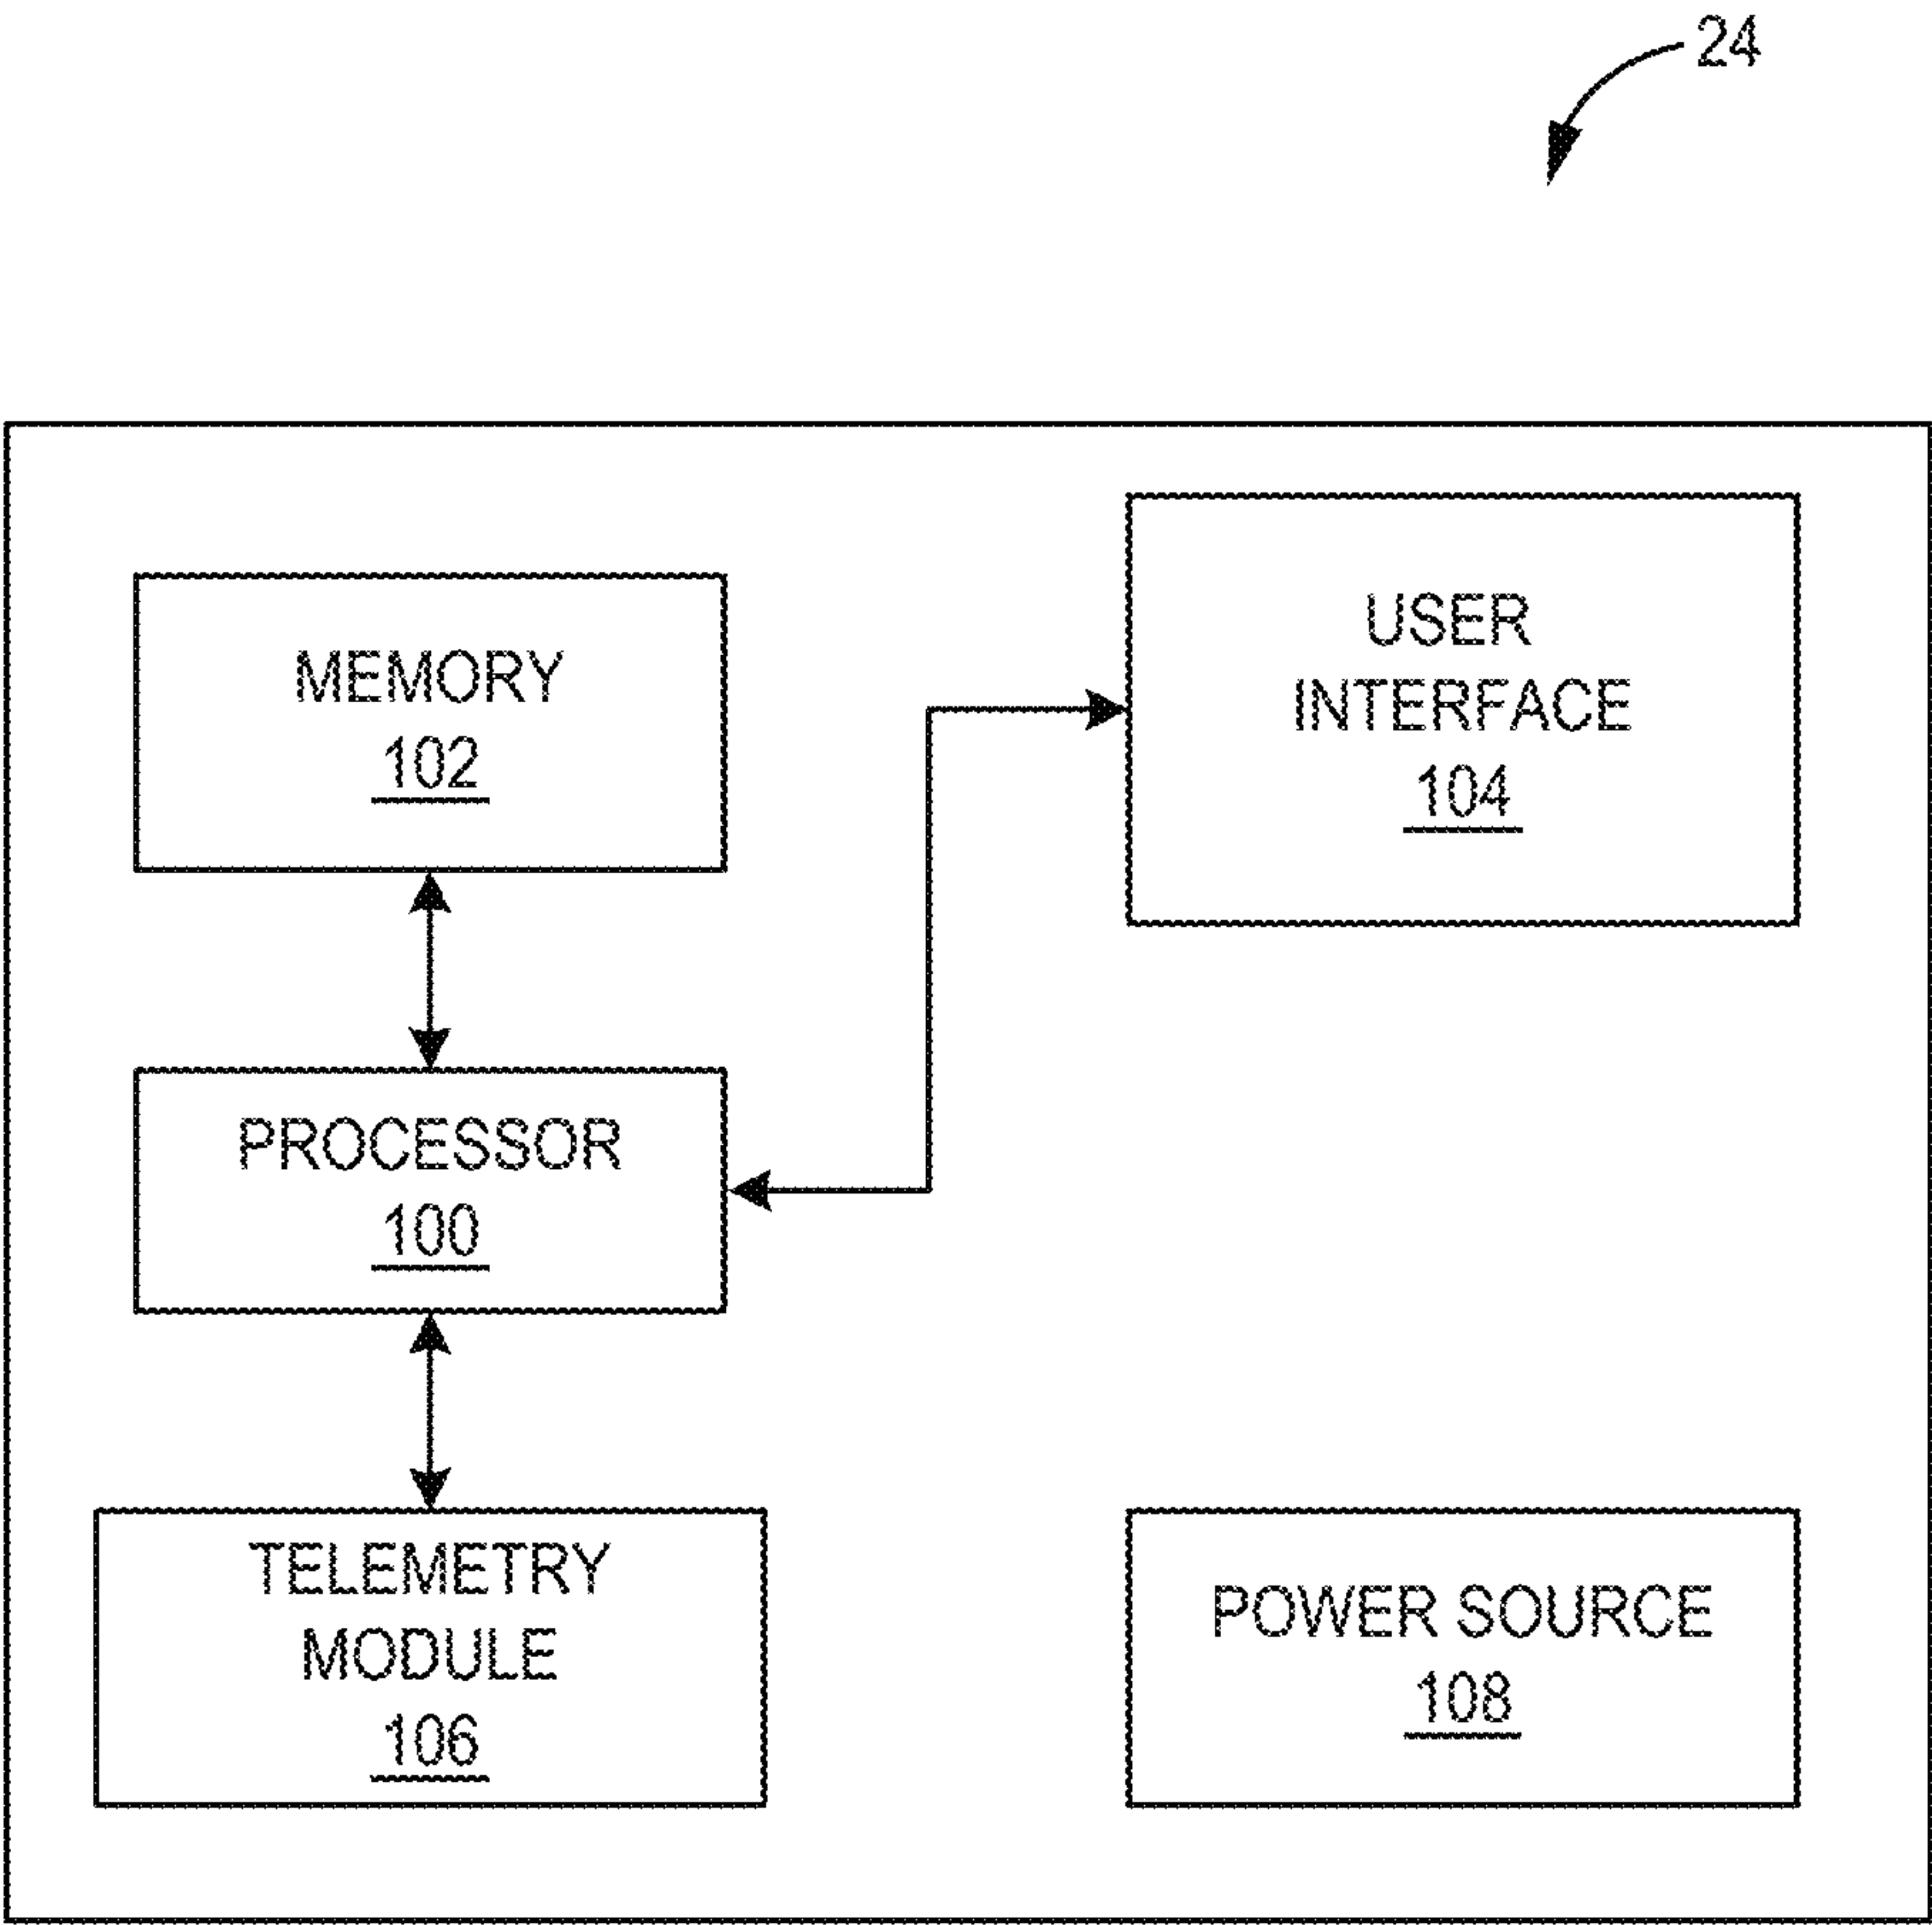 24
MEMORY
102
USER
INTERFACE
104
PROCESSOR
100
TELEMETRY
MODULE
106
POWER SOURCE
108